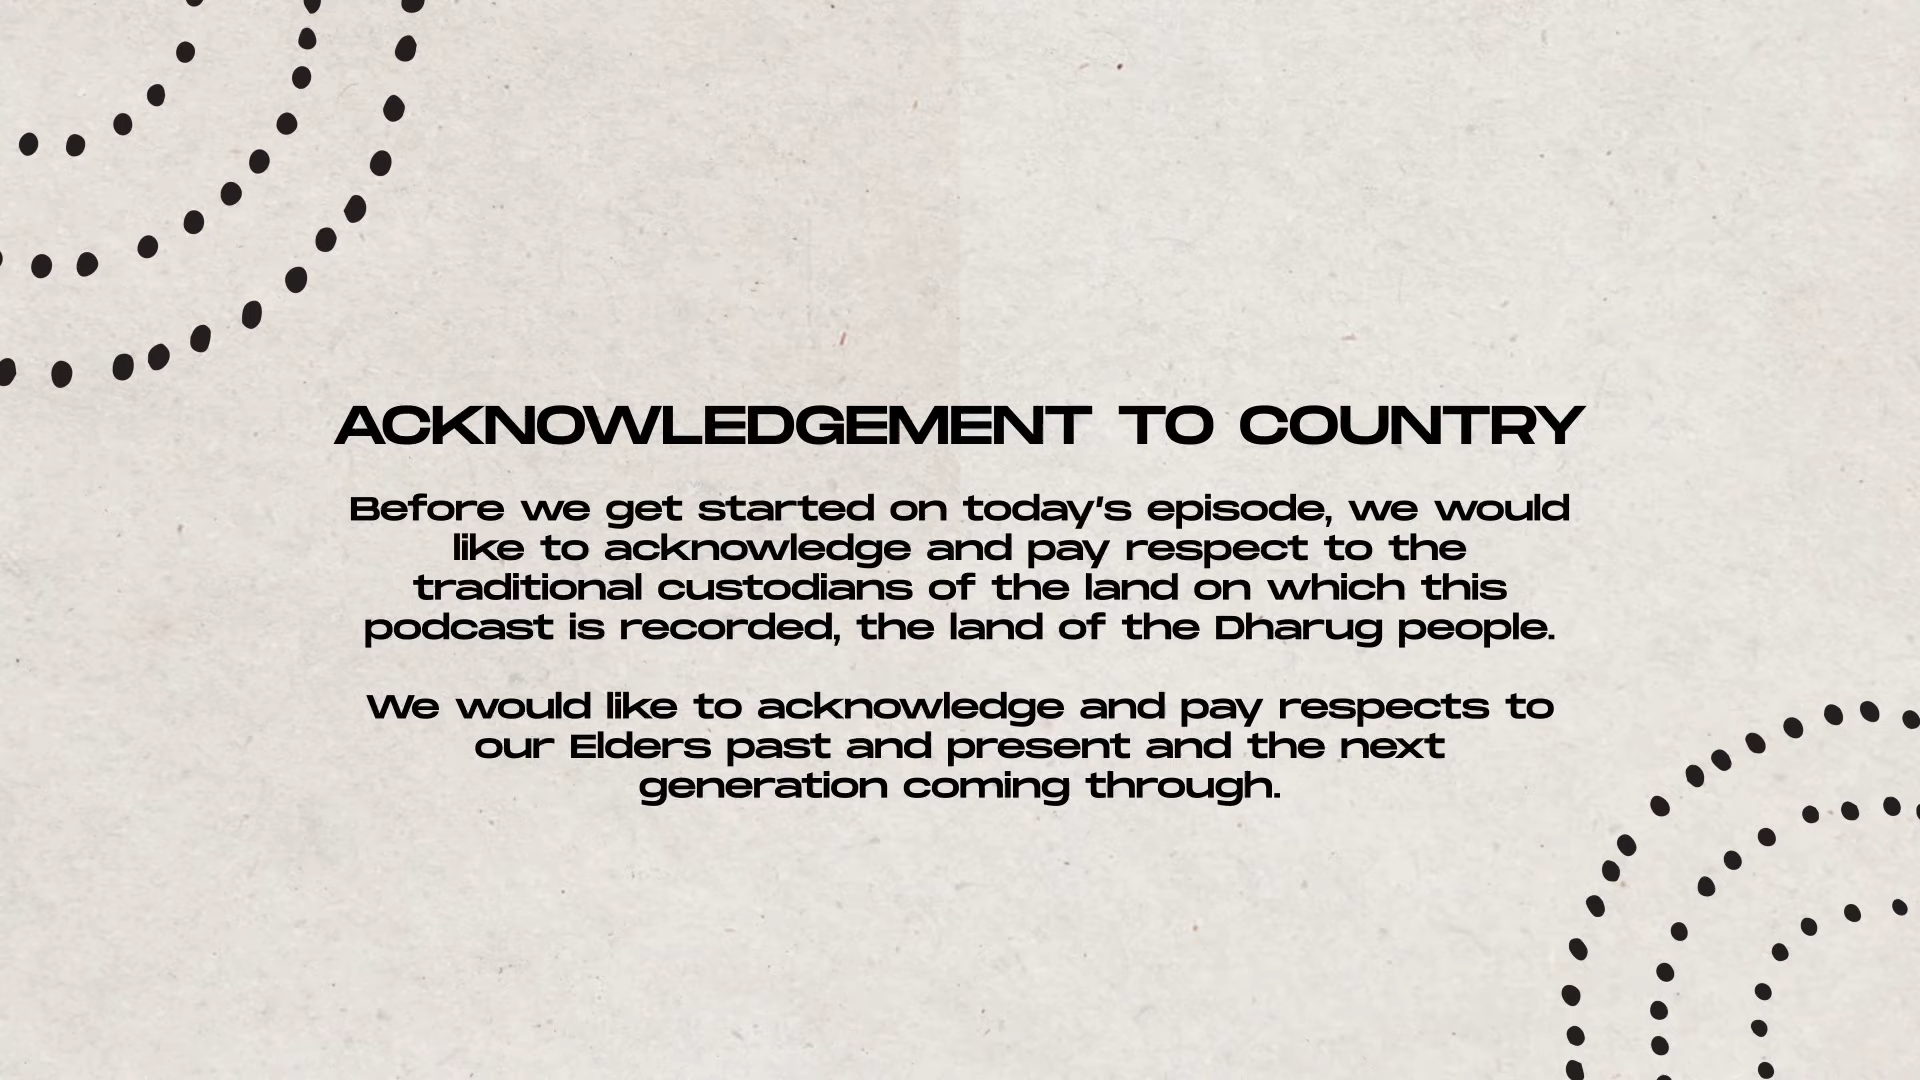 ACKNOWLEDGEMENT TO COUNTRY
Before we get started on today's episode, we would
like to acknowledge and pay respect to the
traditional custodians of the land on which this
podcast is recorded, the land of the Dharug people.
We would like to acknowledge and pay respects to
our Elders past and present and the next
generation coming through.